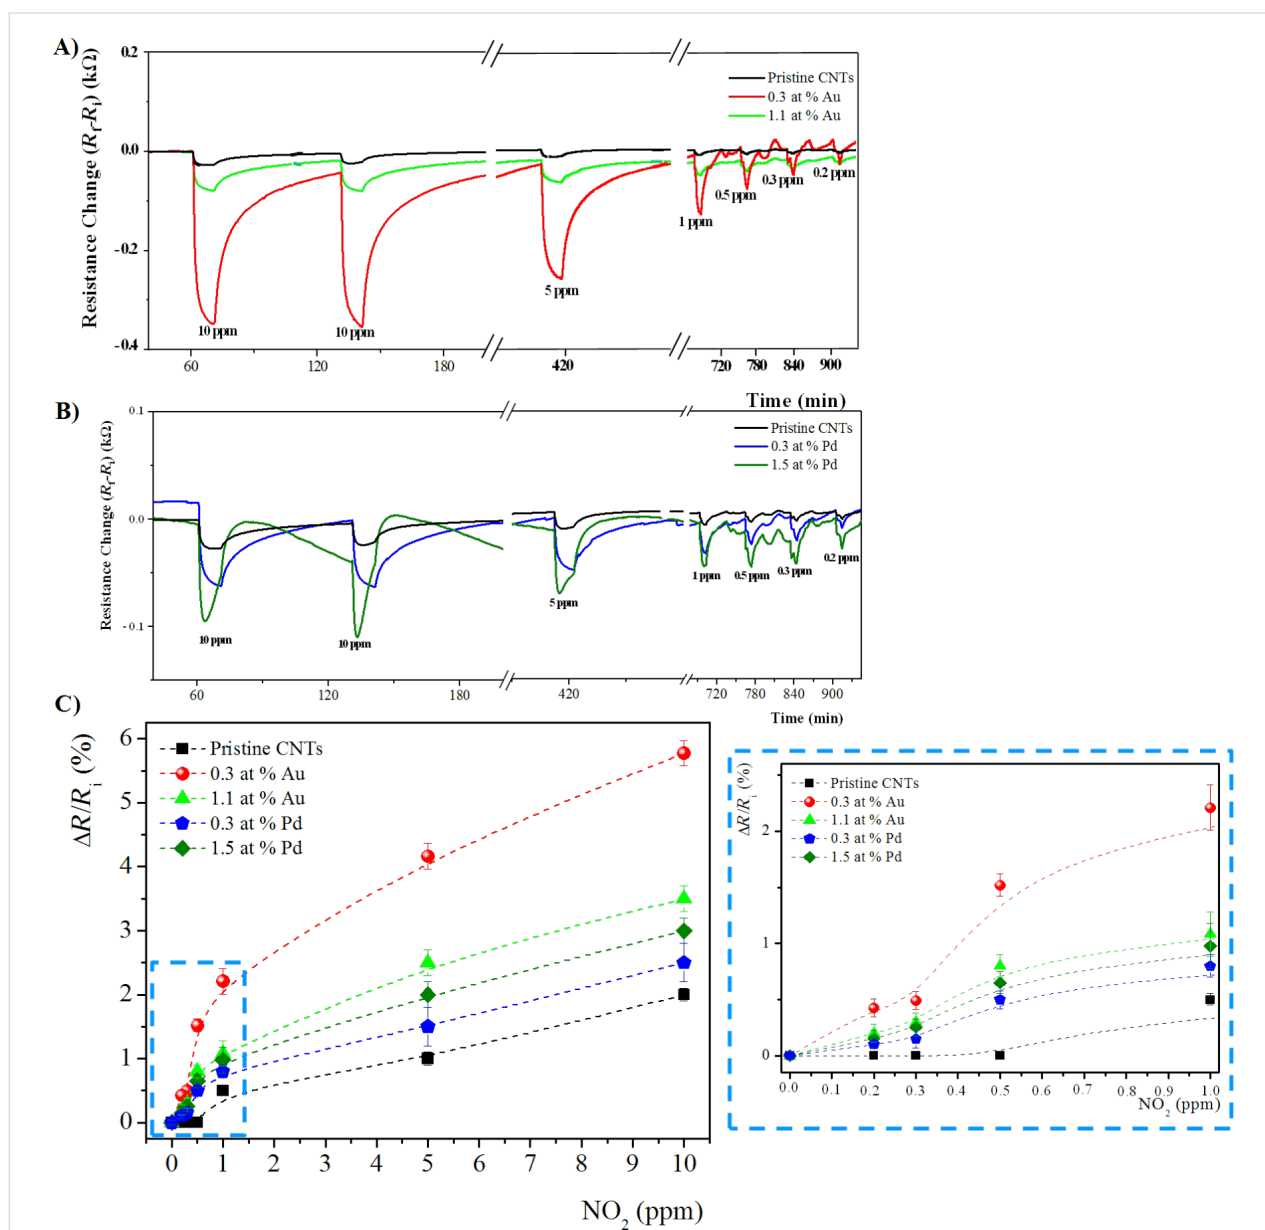 A)
Resistance Change (Rf-Ri) (kΩ)
0.2
0.0
-0.2
-0.4
Pristine CNTs
0.3 at % Au
1.1 at % Au
10 ppm
10 ppm
5 ppm
1 ppm
0.5 ppm
0.3 ppm
0.2 ppm
60
120
180
420
720
780
840
900
Time (min)
B)
Resistance Change (Rf-Ri) (kΩ)
0.1
0.0
-0.1
Pristine CNTs
0.3 at % Pd
1.5 at % Pd
10 ppm
10 ppm
5 ppm
1 ppm
0.5 ppm
0.3 ppm
0.2 ppm
60
120
180
420
720
780
840
900
Time (min)
C)
ΔR/Ri (%)
6
5
4
3
2
1
0
Pristine CNTs
0.3 at % Au
1.1 at % Au
0.3 at % Pd
1.5 at % Pd
0 1 2 3 4 5 6 7 8 9 10
NO2 (ppm)
ΔR/Ri (%)
2
1
0
Pristine CNTs
0.3 at % Au
1.1 at % Au
0.3 at % Pd
1.5 at % Pd
0.0 0.1 0.2 0.3 0.4 0.5 0.6 0.7 0.8 0.9 1.0
NO2 (ppm)